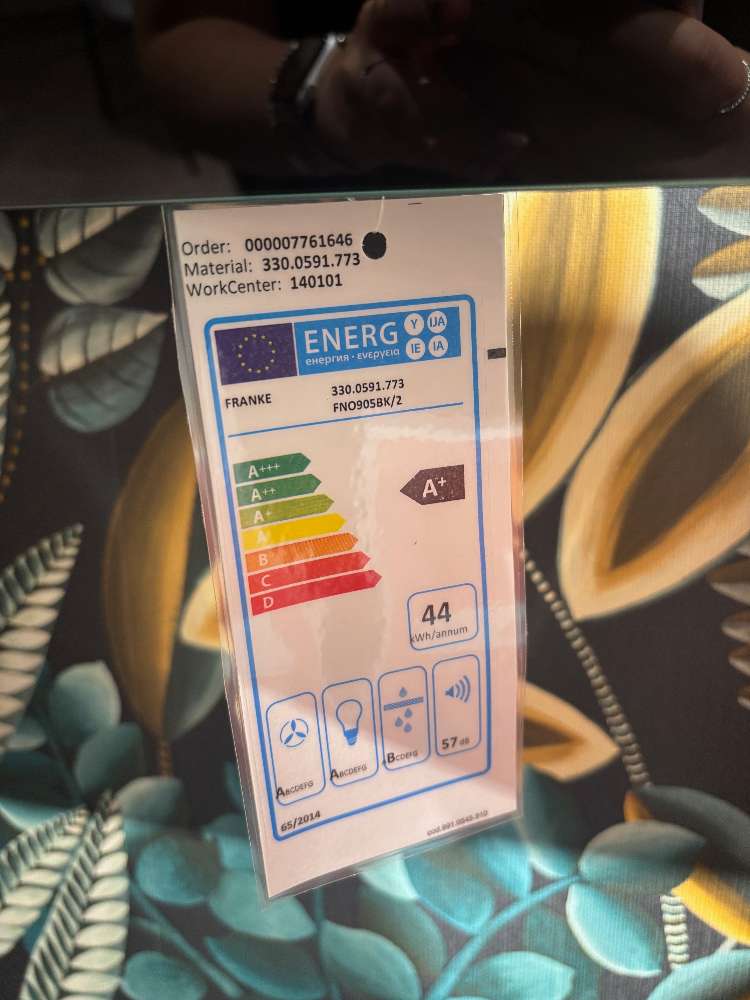 Order: 000007761646
Material: 330.0591.773
WorkCenter: 140101
ENERG Y IJA IE IA
енергия · ενεργεια
FRANKE
330.0591.773
FNO905BK/2
A+++
A++
A+
A
B
C
D
A+
44
kWh/annum
ABCDEFG
ABCDEFG
ABCDEFG
57 dB
65/2014